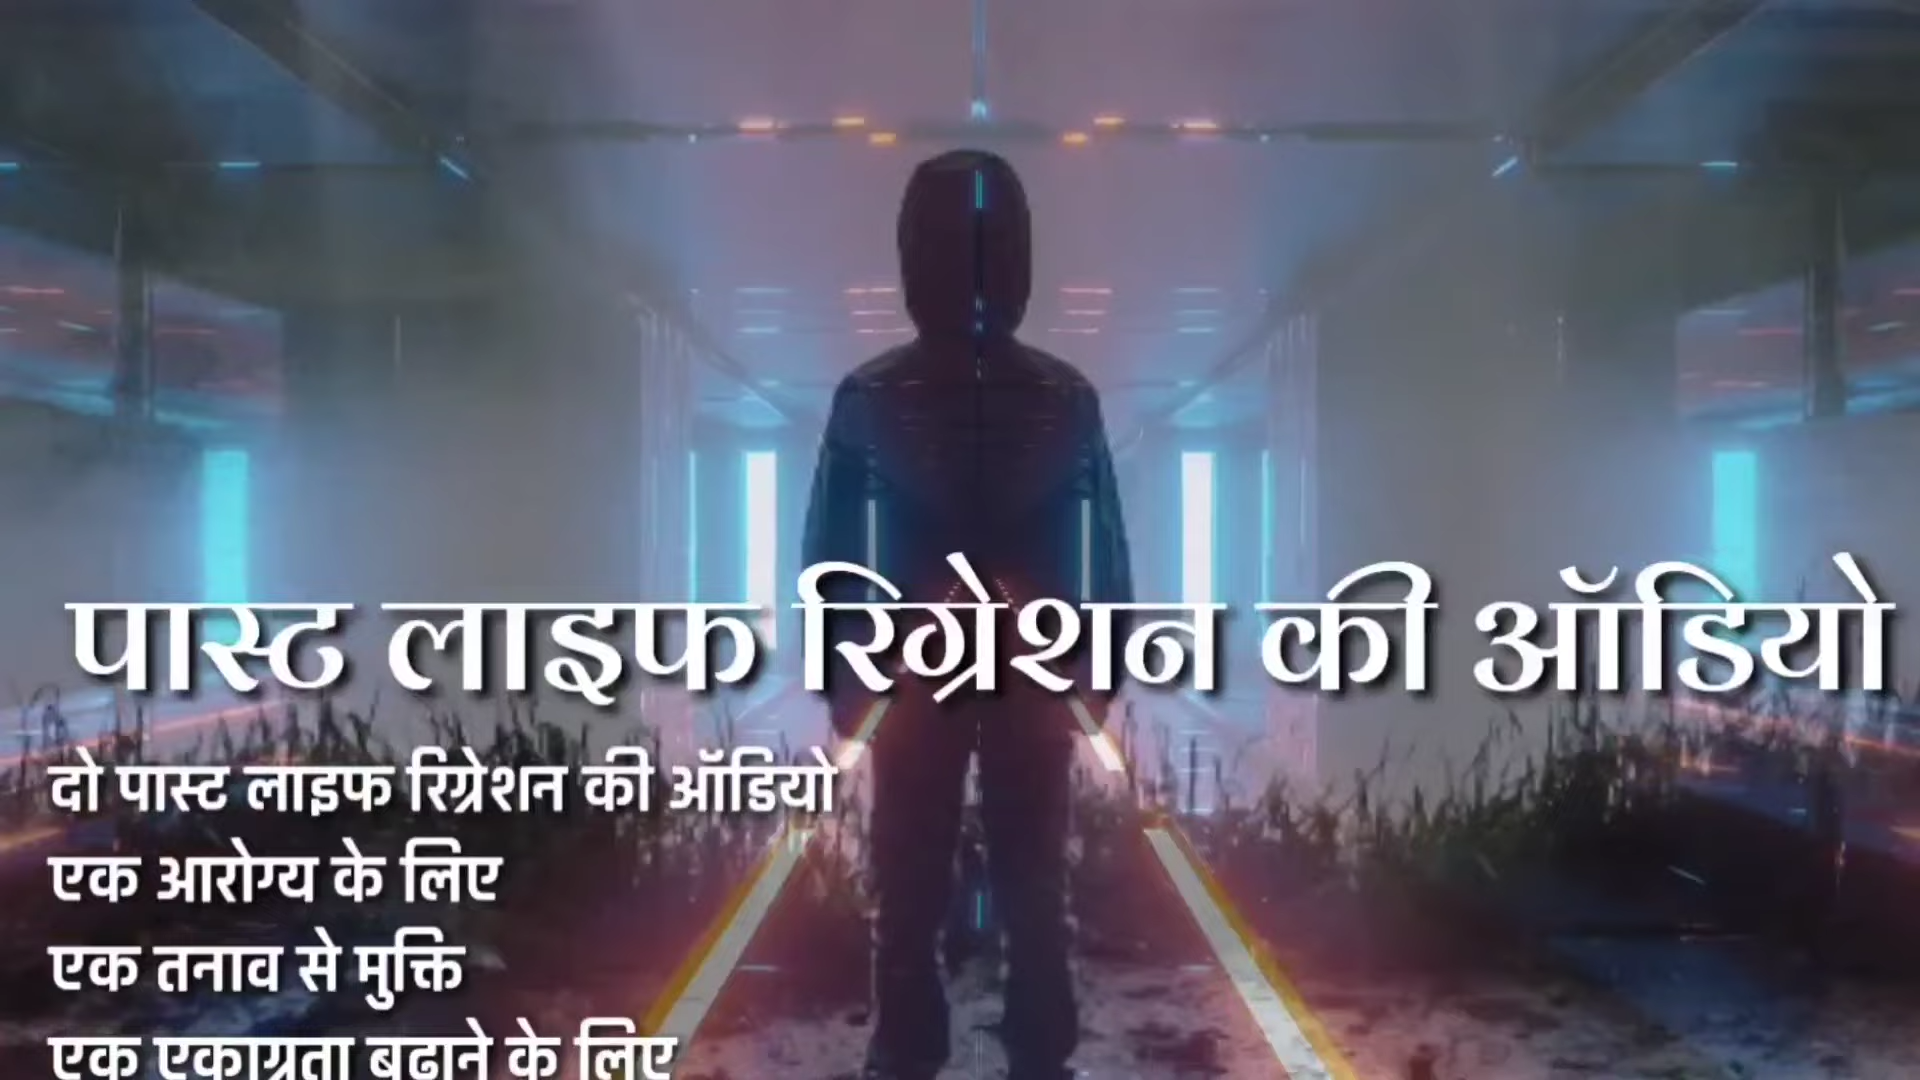 पास्ट लाइफ रिग्रेशन की ऑडियो
दो पास्ट लाइफ रिग्रेशन की ऑडियो
एक आरोग्य के लिए
एक तनाव से मुक्ति
एक एकाग्रता बढाने के लिए